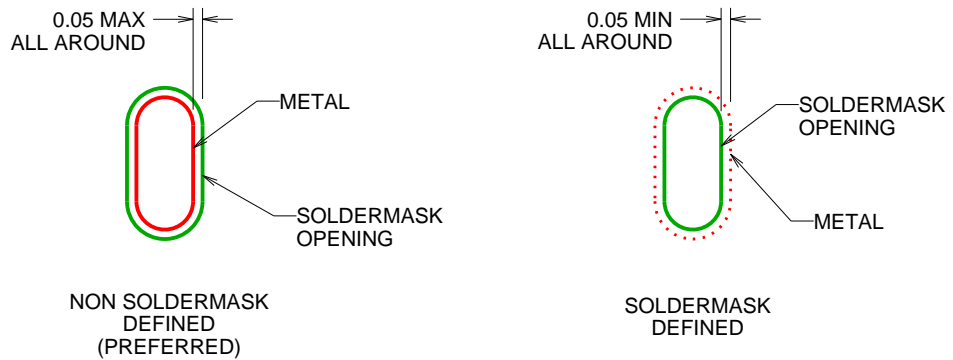 0.05 MAX
ALL AROUND
METAL
SOLDERMASK
OPENING
NON SOLDERMASK
DEFINED
(PREFERRED)
0.05 MIN
ALL AROUND
SOLDERMASK
OPENING
METAL
SOLDERMASK
DEFINED